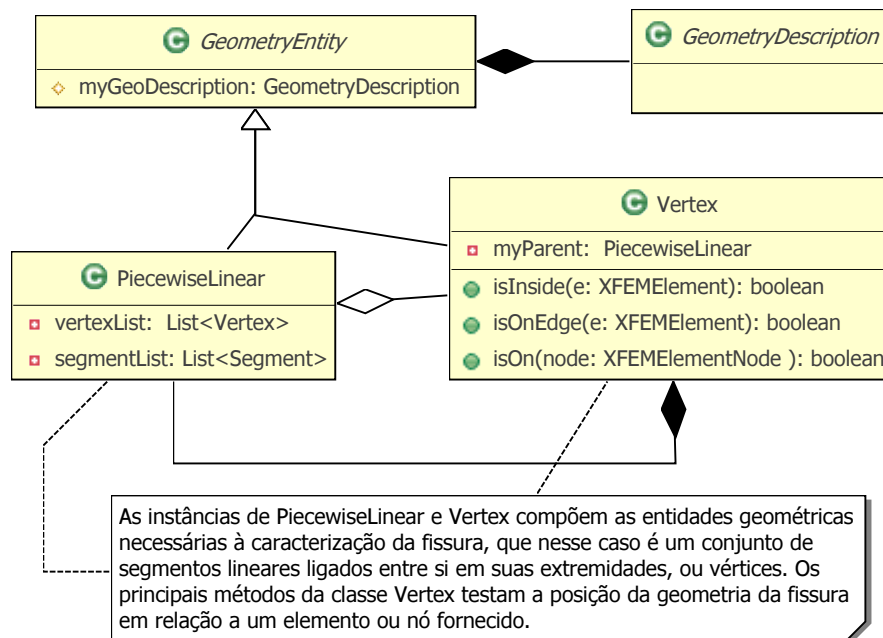 C GeometryEntity
myGeoDescription: GeometryDescription
C GeometryDescription
C Vertex
myParent: PiecewiseLinear
isInside(e: XFEMElement): boolean
isOnEdge(e: XFEMElement): boolean
isOn(node: XFEMElementNode ): boolean
C PiecewiseLinear
vertexList: List<Vertex>
segmentList: List<Segment>
As instâncias de PiecewiseLinear e Vertex compõem as entidades geométricas
necessárias à caracterização da fissura, que nesse caso é um conjunto de
segmentos lineares ligados entre si em suas extremidades, ou vértices. Os
principais métodos da classe Vertex testam a posição da geometria da fissura
em relação a um elemento ou nó fornecido.